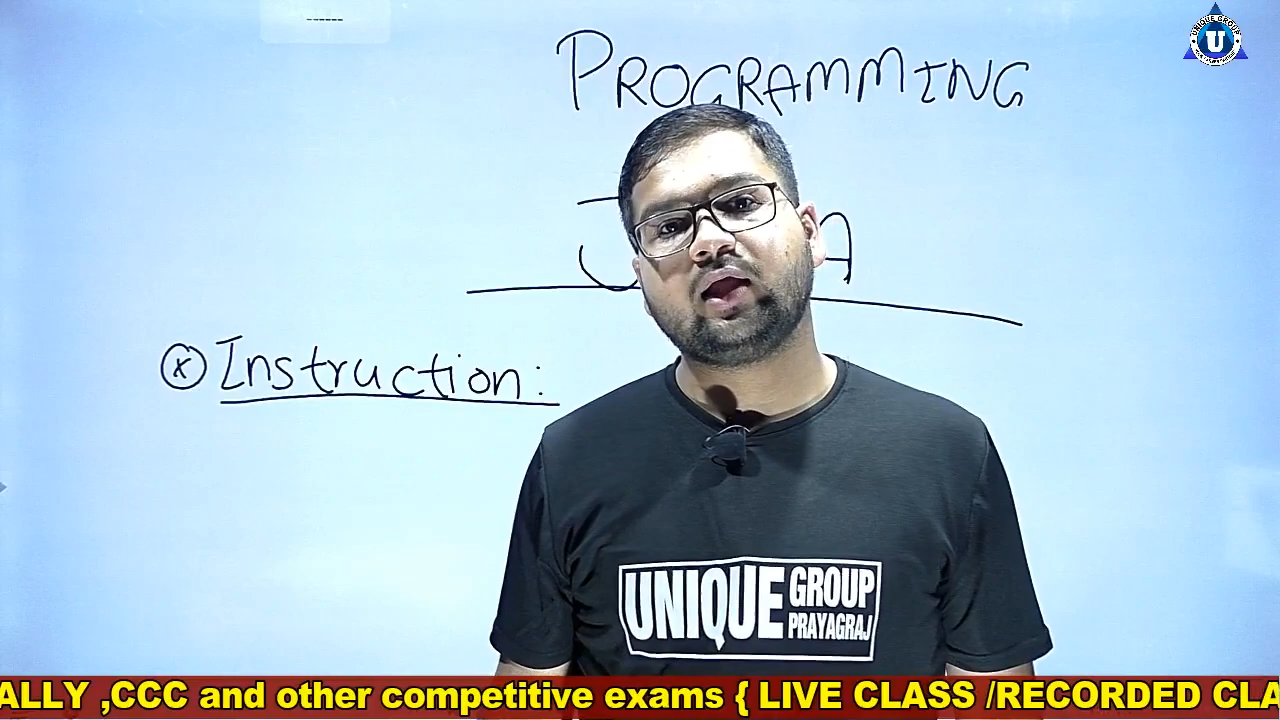 -----
PROGRAMMING
U
J A
Instruction:
UNIQUE GROUP
PRAYAGRAJ
ALLY ,CCC and other competitive exams { LIVE CLASS /RECORDED CLA